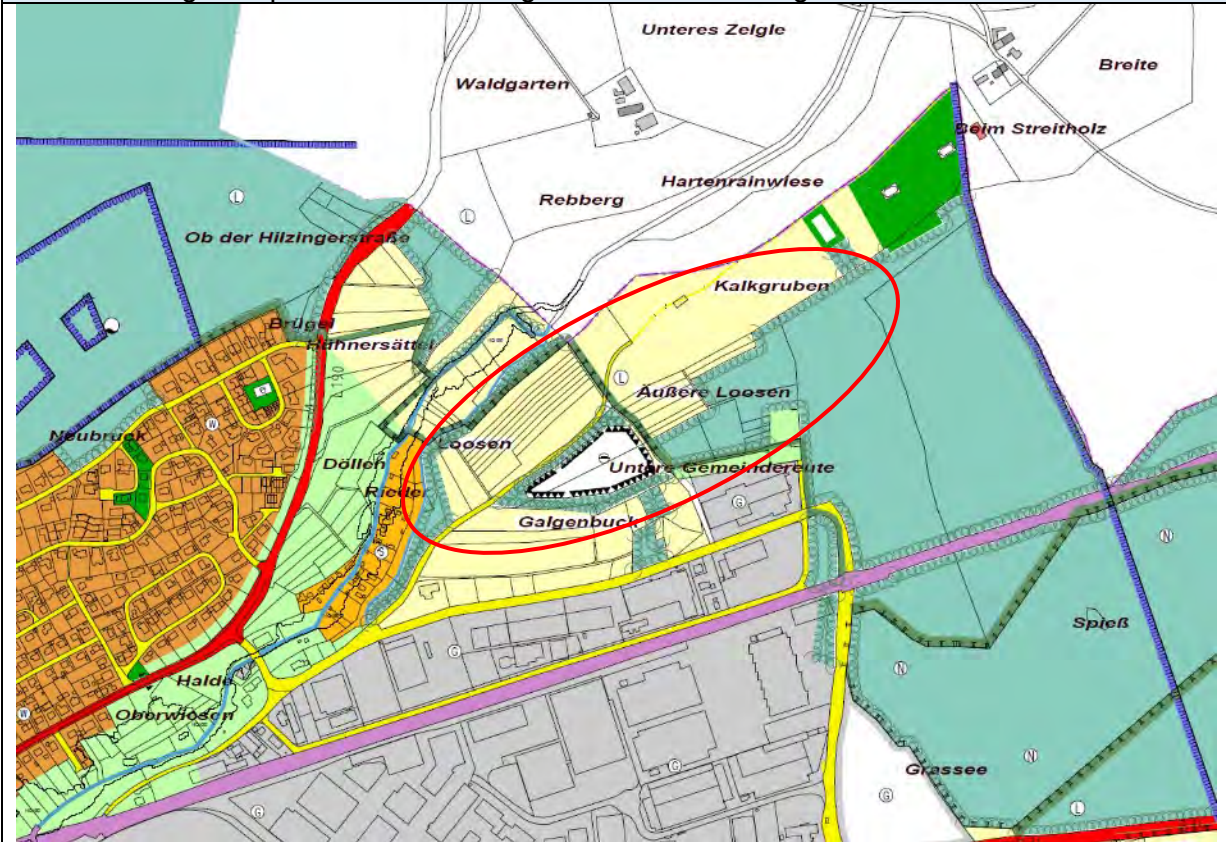 Unteres Zelgle
Waldgarten
Breite
Beim Streitholz
Hartenrainwiese
Rebberg
L
L
Ob der Hilzingerstraße
Kalkgruben
Brügel
Hühnersättel
L 190
L
Äußere Loosen
W
Neubruck
Loosen
Döllen
Riedel
Untere Gemeindereute
Galgenbuck
G
S
N
Spieß
N
G
Halde
W
Oberwiesen
N
N
Grassee
G
G
G
L